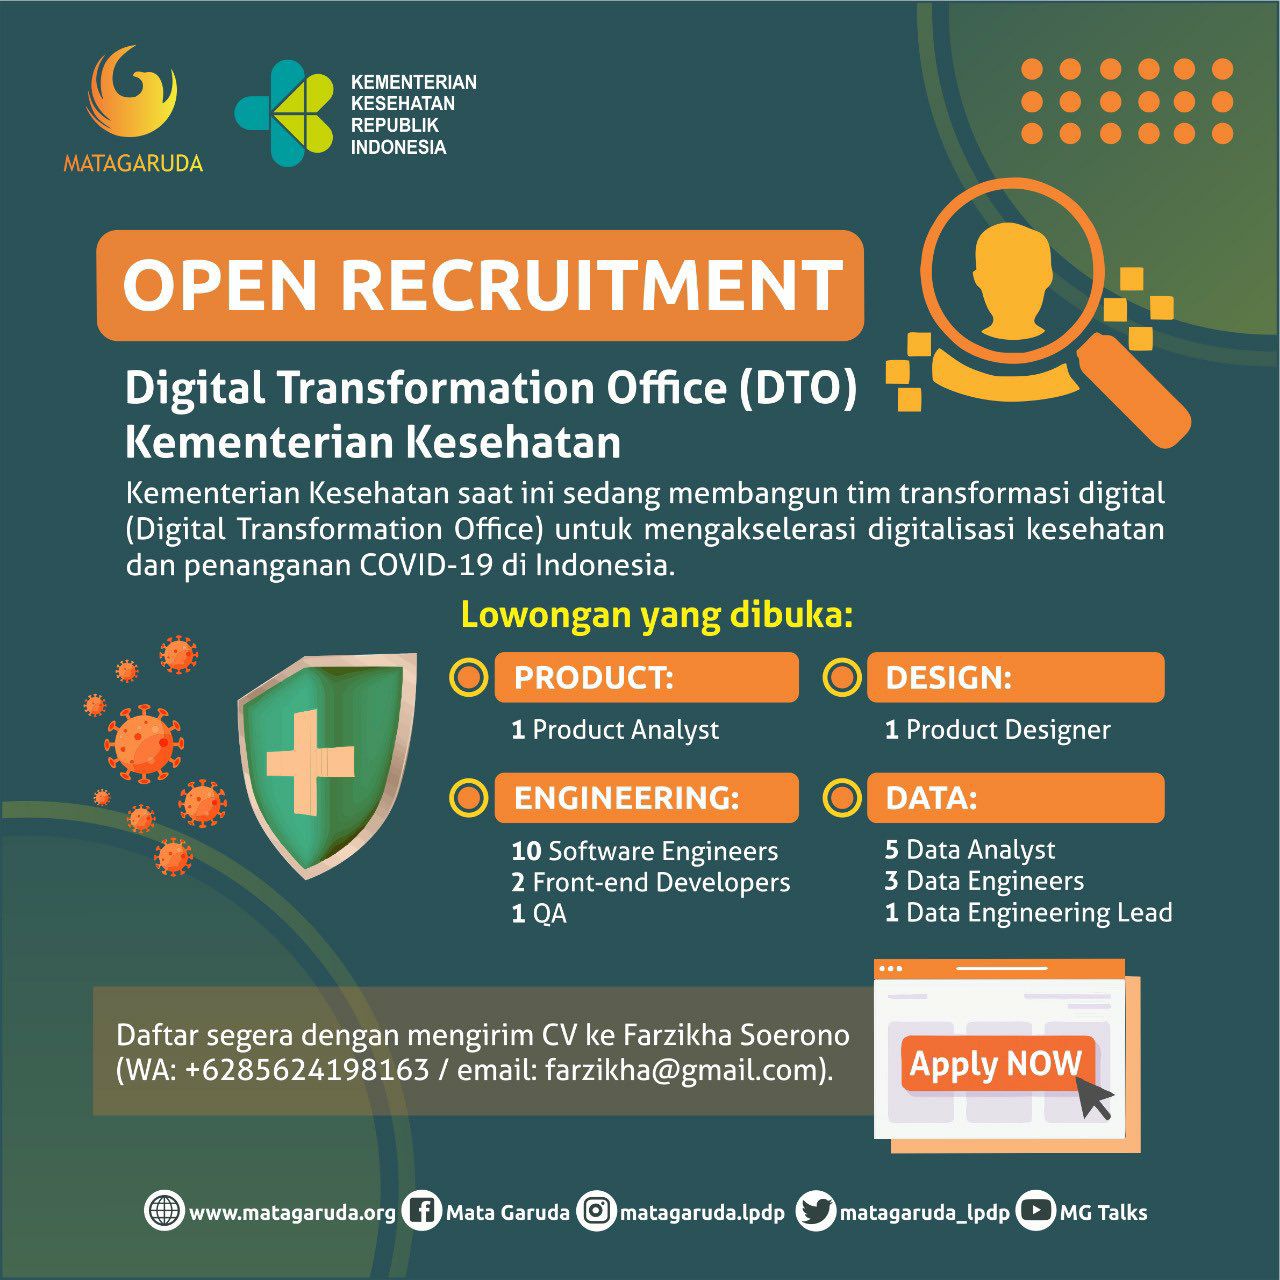 MATAGARUDA
KEMENTERIAN
KESEHATAN
REPUBLIK
INDONESIA
OPEN RECRUITMENT
Digital Transformation Office (DTO)
Kementerian Kesehatan
Kementerian Kesehatan saat ini sedang membangun tim transformasi digital
(Digital Transformation Office) untuk mengakselerasi digitalisasi kesehatan
dan penanganan COVID-19 di Indonesia.
Lowongan yang dibuka:
PRODUCT:
1 Product Analyst
DESIGN:
1 Product Designer
ENGINEERING:
10 Software Engineers
2 Front-end Developers
1 QA
DATA:
5 Data Analyst
3 Data Engineers
1 Data Engineering Lead
Daftar segera dengan mengirim CV ke Farzikha Soerono
(WA: +6285624198163 / email: farzikha@gmail.com).
Apply NOW
www.matagaruda.org Mata Garuda matagaruda.lpdp matagaruda_lpdp MG Talks